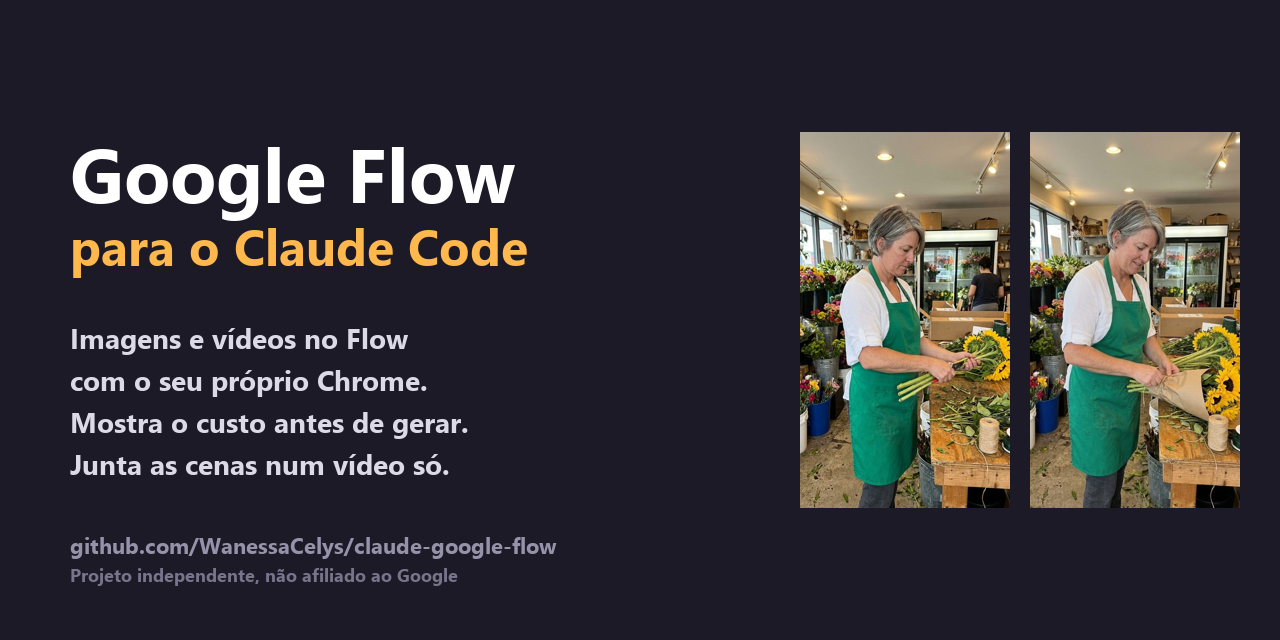 Google Flow
para o Claude Code
Imagens e vídeos no Flow
com o seu próprio Chrome.
Mostra o custo antes de gerar.
Junta as cenas num vídeo só.
github.com/WanessaCelys/claude-google-flow
Projeto independente, não afiliado ao Google